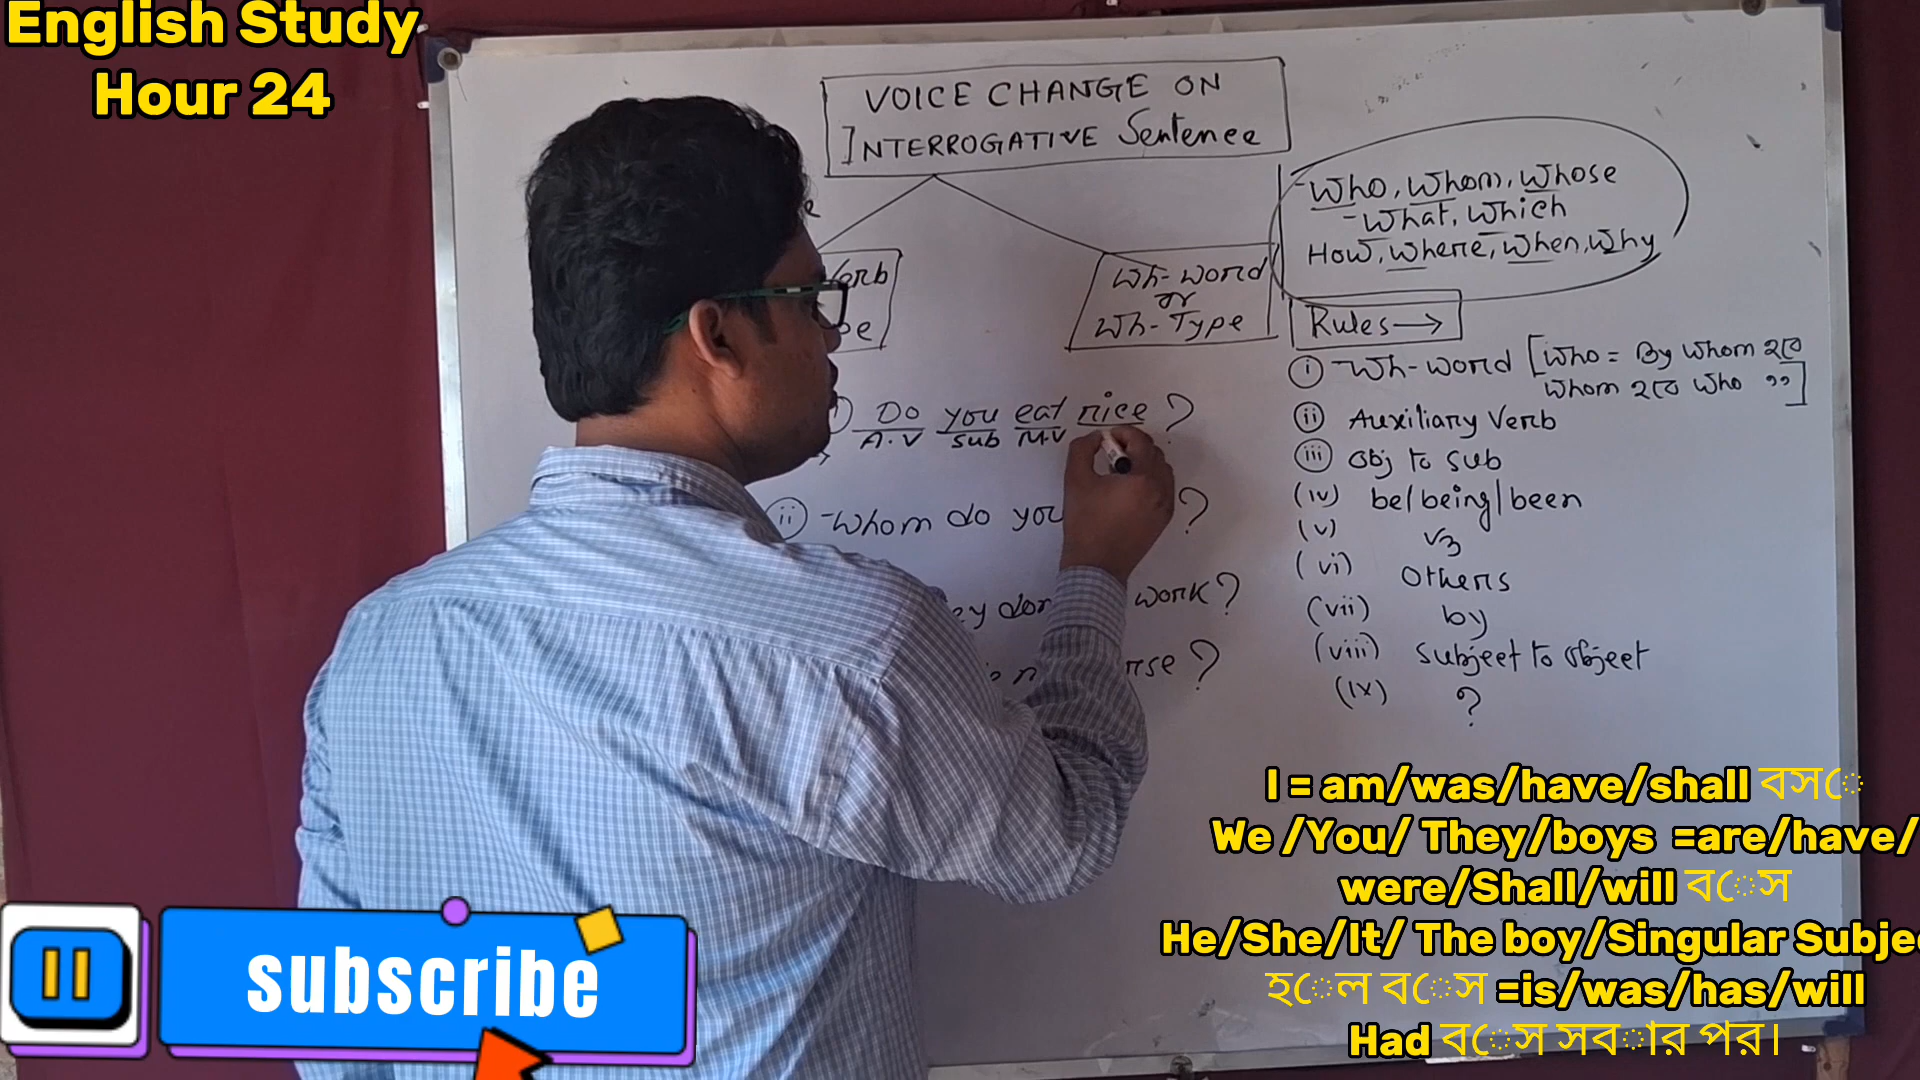 English Study
Hour 24
VOICE CHANGE ON
INTERROGATIVE Sentence
Who, Whom, Whose
What, Which
How, Where, When, Why
Verb
Wh-word
or
Wh-Type
Rules→
(i) Wh-word [Who = By Whom হবে
Whom হবে Who ,,]
(ii) Auxiliary Verb
(iii) Obj to sub
(iv) be/being/been
(v) V3
(vi) Others
(vii) by
(viii) Subject to Object
(ix) ?
Do you eat rice?
A.V sub M.V
(ii) Whom do you ?
work?
?
I = am/was/have/shall বসে
We /You/ They/boys =are/have/
were/Shall/will বেস
He/She/It/ The boy/Singular Subje
হেল বেস =is/was/has/will
Had বেস সবার পর।
subscribe